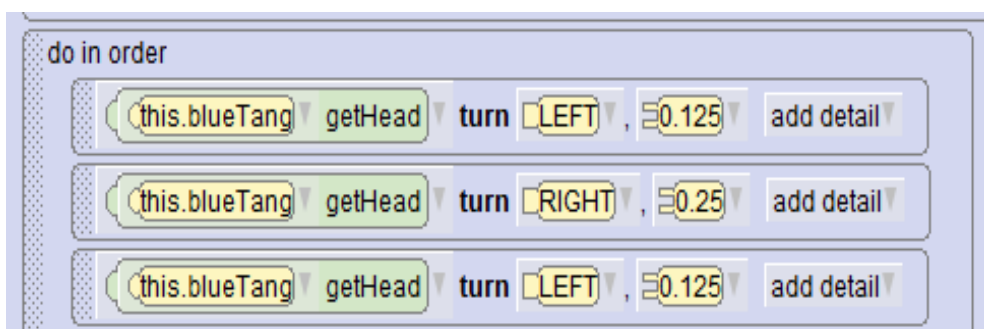 do in order
this.blueTang getHead turn LEFT , 0.125 add detail
this.blueTang getHead turn RIGHT , 0.25 add detail
this.blueTang getHead turn LEFT , 0.125 add detail